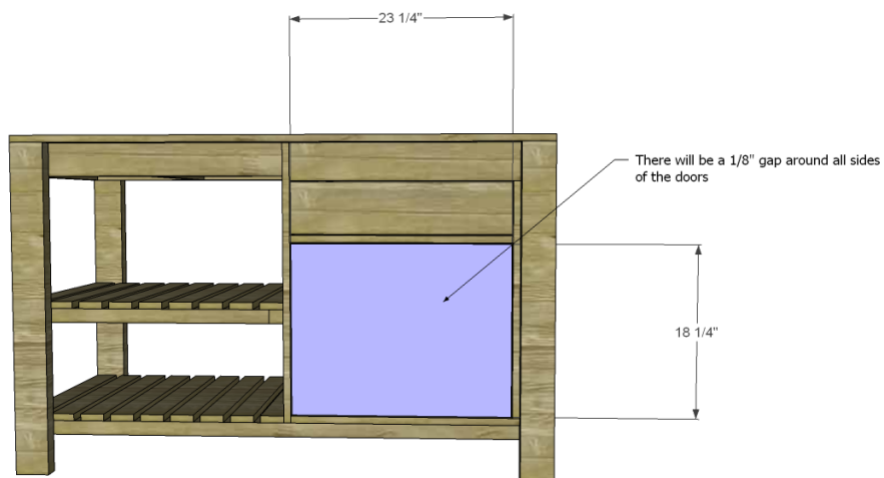 23 1/4"
There will be a 1/8" gap around all sides
of the doors
18 1/4"